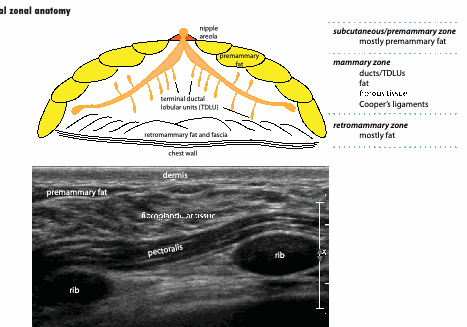 al zonal anatomy
nipple
areola
premammary
fat
terminal ductal
lobular units (TDLU)
retromammary fat and fascia
chest wall
subcutaneous/premammary zone
mostly premammary fat
mammary zone
ducts/TDLUs
fat
fibrous tissue
Cooper's ligaments
retromammary zone
mostly fat
dermis
premammary fat
fibroglandular tissue
pectoralis
rib
rib